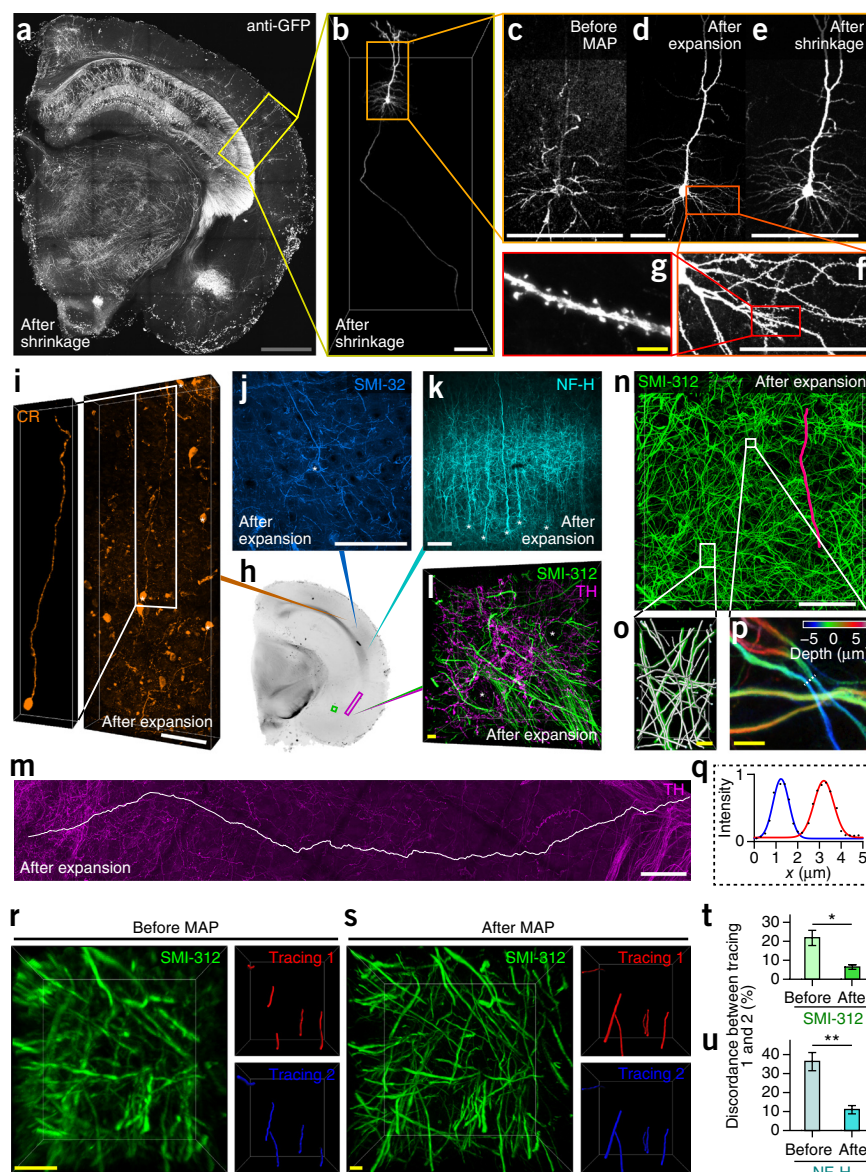 a
anti-GFP
After
shrinkage
b
After
shrinkage
c
Before
MAP
d
After
expansion
e
After
shrinkage
g
f
i
CR
After expansion
j
SMI-32
After
expansion
k
NF-H
After
expansion
h
l
SMI-312
TH
After expansion
n
SMI-312
After expansion
o
p
−5 0 5
Depth (μm)
m
TH
After expansion
q
Intensity
1
0
0 1 2 3 4 5
x (μm)
r
Before MAP
SMI-312
Tracing 1
Tracing 2
s
After MAP
SMI-312
Tracing 1
Tracing 2
Discordance between tracing
1 and 2 (%)
t
30
20
10
0
*
Before After
SMI-312
u
40
30
20
10
0
**
Before After
NF-H